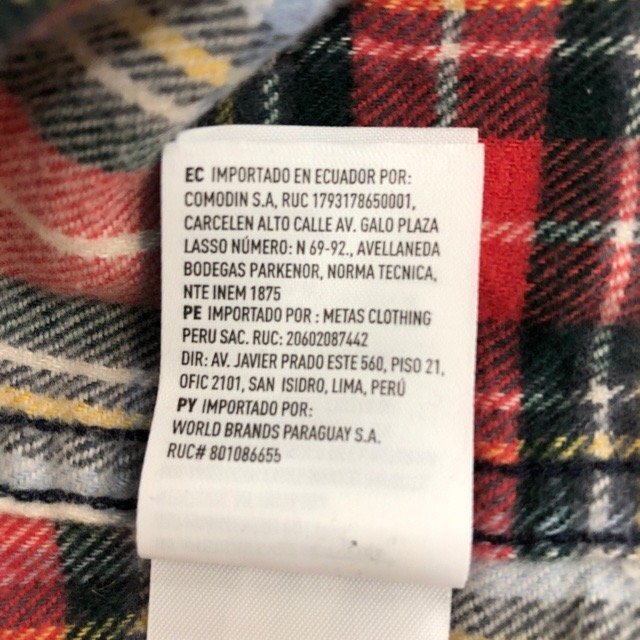 EC IMPORTADO EN ECUADOR POR:
COMODIN S.A, RUC 1793178650001,
CARCELEN ALTO CALLE AV. GALO PLAZA
LASSO NÚMERO: N 69-92., AVELLANEDA
BODEGAS PARKENOR, NORMA TECNICA,
NTE INEM 1875
PE IMPORTADO POR : METAS CLOTHING
PERU SAC. RUC: 20602087442
DIR: AV. JAVIER PRADO ESTE 560, PISO 21,
OFIC 2101, SAN ISIDRO, LIMA, PERÚ
PY IMPORTADO POR:
WORLD BRANDS PARAGUAY S.A.
RUC# 801086655